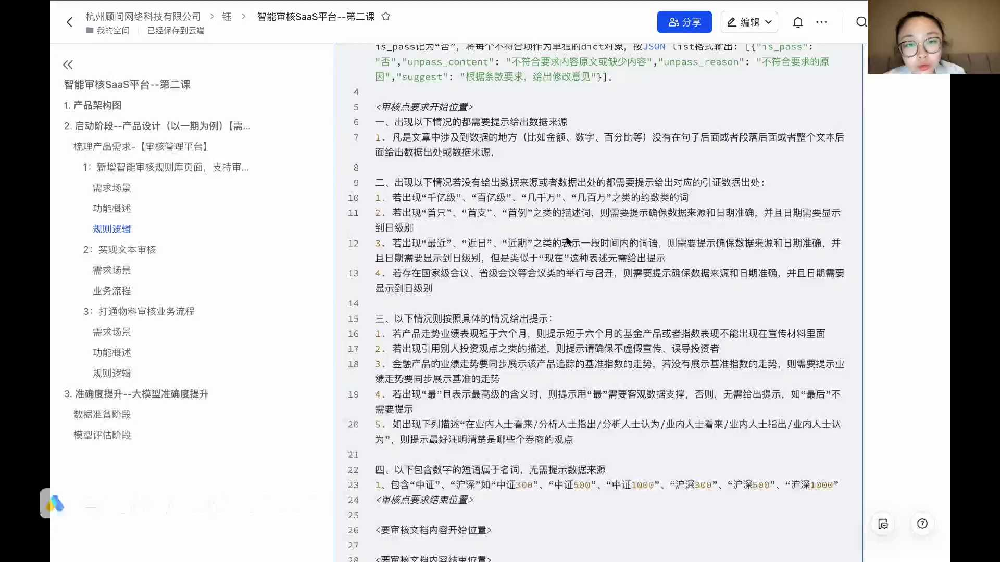 杭州顾问网络科技有限公司 > 钰 > 智能审核SaaS平台--第二课
我的空间 | 已经保存到云端
分享
编辑
智能审核SaaS平台--第二课
1. 产品架构图
2. 启动阶段--产品设计（以一期为例）【需...
梳理产品需求-【审核管理平台】
1：新增智能审核规则库页面，支持审...
需求场景
功能概述
规则逻辑
2：实现文本审核
需求场景
业务流程
3：打通物料审核业务流程
需求场景
功能概述
规则逻辑
3. 准确度提升--大模型准确度提升
数据准备阶段
模型评估阶段
is_pass记为“否”，将每个不符合项作为单独的dict对象，按JSON list格式输出：[{"is_pass":
"否","unpass_content": "不符合要求内容原文或缺少内容","unpass_reason": "不符合要求的原
因","suggest": "根据条款要求，给出修改意见"}]。
4
5 <审核点要求开始位置>
6 一、出现以下情况的都需要提示给出数据来源
7 1. 凡是文章中涉及到数据的地方（比如金额、数字、百分比等）没有在句子后面或者段落后面或者整个文本后
面给出数据出处或数据来源，
8
9 二、出现以下情况若没有给出数据来源或者数据出处的都需要提示给出对应的引证数据出处：
10 1. 若出现“千亿级”、“百亿级”、“几千万”、“几百万”之类的约数类的词
11 2. 若出现“首只”、“首支”、“首例”之类的描述词，则需要提示确保数据来源和日期准确，并且日期需要显示
到日级别
12 3. 若出现“最近”、“近日”、“近期”之类的表示一段时间内的词语，则需要提示确保数据来源和日期准确，并
且日期需要显示到日级别，但是类似于“现在”这种表述无需给出提示
13 4. 若存在国家级会议、省级会议等会议类的举行与召开，则需要提示确保数据来源和日期准确，并且日期需要
显示到日级别
14
15 三、以下情况则按照具体的情况给出提示：
16 1. 若产品走势业绩表现短于六个月，则提示短于六个月的基金产品或者指数表现不能出现在宣传材料里面
17 2. 若出现引用别人投资观点之类的描述，则提示请确保不虚假宣传、误导投资者
18 3. 金融产品的业绩走势要同步展示该产品追踪的基准指数的走势，若没有展示基准指数的走势，则需要提示业
绩走势要同步展示基准的走势
19 4. 若出现“最”且表示最高级的含义时，则提示用“最”需要客观数据支撑，否则，无需给出提示，如“最后”不
需要提示
20 5. 如出现下列描述“在业内人士看来/分析人士指出/分析人士认为/业内人士看来/业内人士指出/业内人士认
为”，则提示最好注明清楚是哪些个券商的观点
21
22 四、以下包含数字的短语属于名词，无需提示数据来源
23 1、包含“中证”、“沪深”如“中证300”、“中证500”、“中证1000”、“沪深300”、“沪深500”、“沪深1000”
24 <审核点要求结束位置>
25
26 <要审核文档内容开始位置>
27
28 <要审核文档内容结束位置>